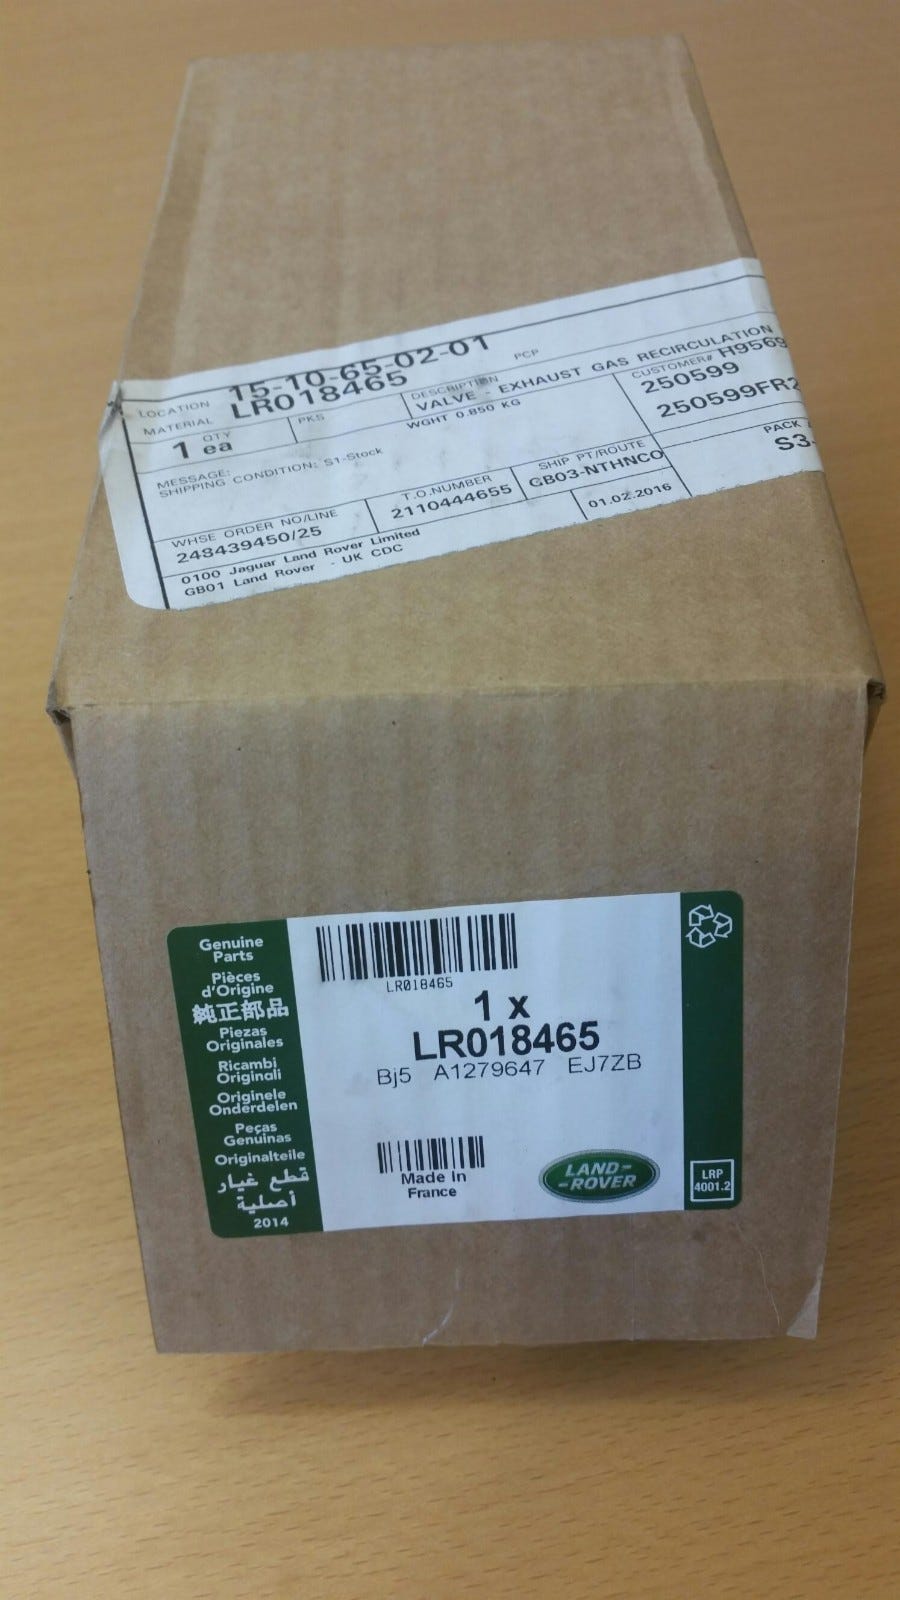 LOCATION 15-10-65-02-01 PCP
MATERIAL LR018465 DESCRIPTION
VALVE - EXHAUST GAS RECIRCULATION
QTY PKS WGHT 0.850 KG CUSTOMER# H9569
1 ea 250599
250599FR2
MESSAGE:
SHIPPING CONDITION: S1-Stock
PACK
S3-
WHSE ORDER NO/LINE T.O.NUMBER SHIP PT/ROUTE
248439450/25 2110444655 GB03-NTHNCO
01.02.2016
0100 Jaguar Land Rover Limited
GB01 Land Rover - UK CDC
Genuine
Parts
Pièces
d'Origine
純正部品
Piezas
Originales
Ricambi
Originali
Originele
Onderdelen
Peças
Genuínas
Originalteile
قطع غيار
أصلية
2014
LR018465
1 x
LR018465
Bj5 A1279647 EJ7ZB
Made In
France
LAND-
-ROVER
LRP
4001.2